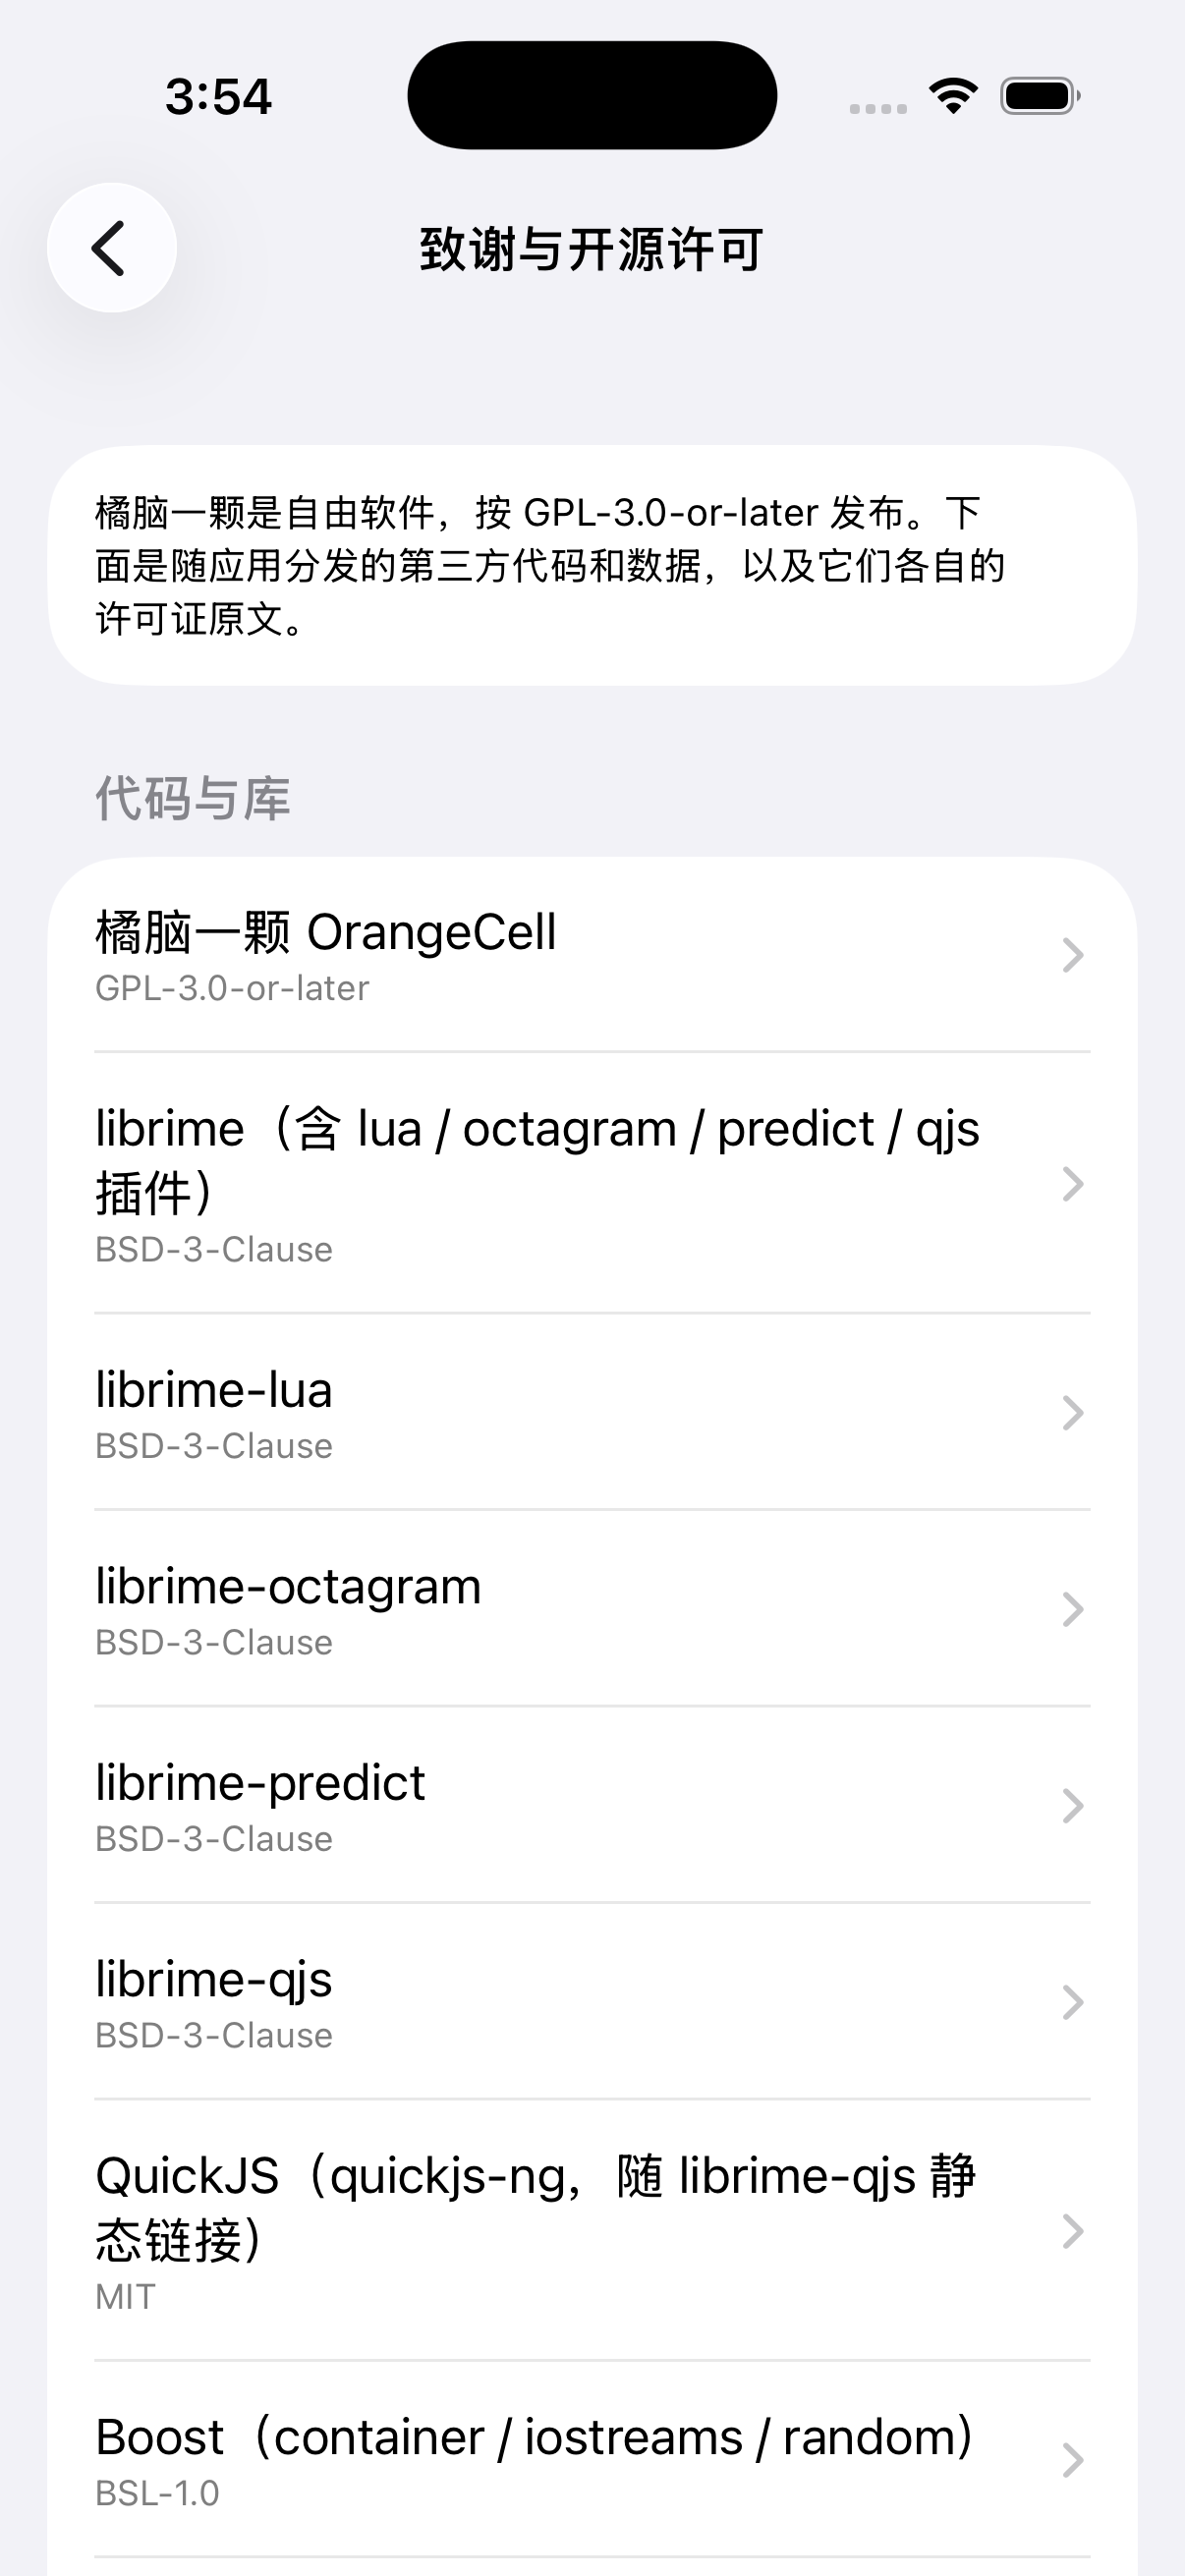 3:54
致谢与开源许可
橘脑一颗是自由软件，按 GPL-3.0-or-later 发布。下
面是随应用分发的第三方代码和数据，以及它们各自的
许可证原文。
代码与库
橘脑一颗 OrangeCell
GPL-3.0-or-later
librime（含 lua / octagram / predict / qjs
插件）
BSD-3-Clause
librime-lua
BSD-3-Clause
librime-octagram
BSD-3-Clause
librime-predict
BSD-3-Clause
librime-qjs
BSD-3-Clause
QuickJS（quickjs-ng，随 librime-qjs 静
态链接）
MIT
Boost（container / iostreams / random）
BSL-1.0